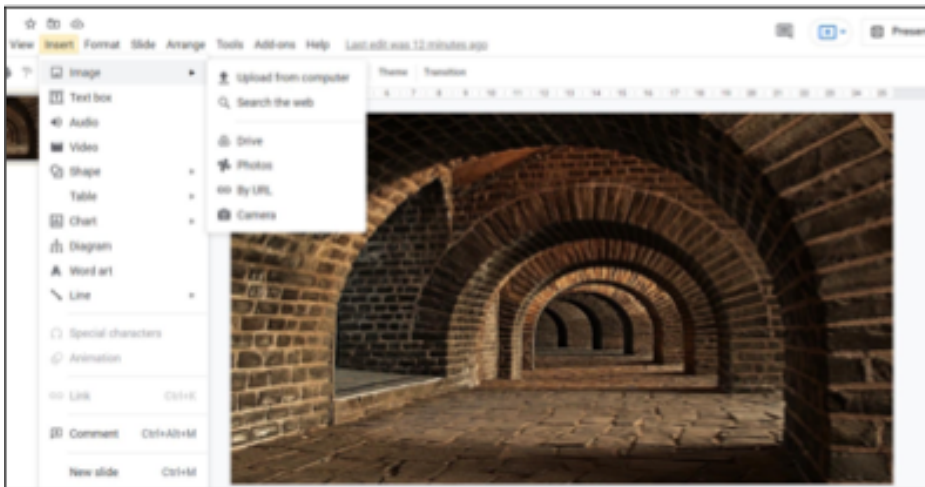 View Insert Format Slide Arrange Tools Add-ons Help Last edit was 12 minutes ago
Present
Image
Upload from computer
Theme Transition
Text box
Search the web
Audio
Video
Drive
Shape
Photos
Table
By URL
Chart
Camera
Diagram
Word art
Line
Special characters
Animation
Link Ctrl+K
Comment Ctrl+Alt+M
New slide Ctrl+M